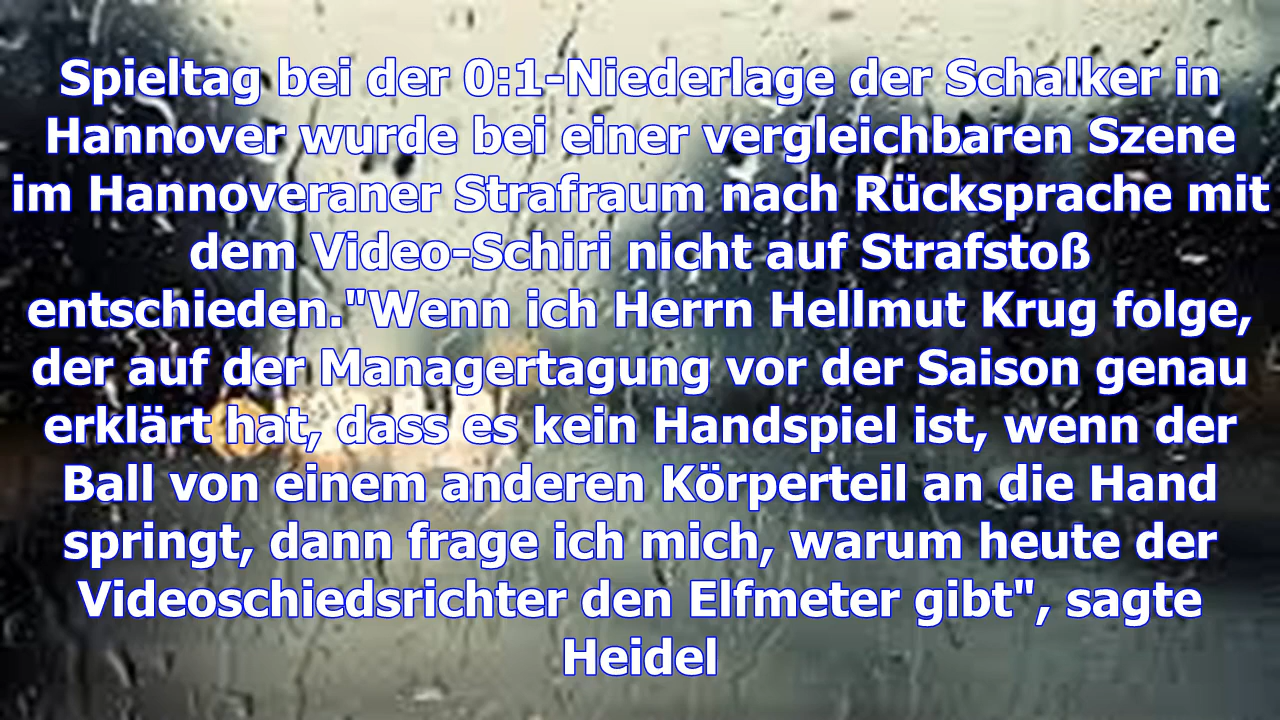 Spieltag bei der 0:1-Niederlage der Schalker in
Hannover wurde bei einer vergleichbaren Szene
im Hannoveraner Strafraum nach Rücksprache mit
dem Video-Schiri nicht auf Strafstoß
entschieden."Wenn ich Herrn Hellmut Krug folge,
der auf der Managertagung vor der Saison genau
erklärt hat, dass es kein Handspiel ist, wenn der
Ball von einem anderen Körperteil an die Hand
springt, dann frage ich mich, warum heute der
Videoschiedsrichter den Elfmeter gibt", sagte
Heidel